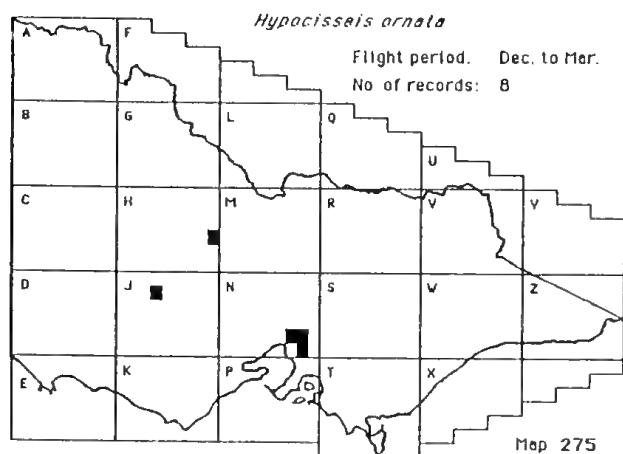 Hypocisseis ornata
A F
Flight period. Dec. to Mar.
No of records: 8
B G L Q
U
C H M R V Y
D J N S W Z
E K P T X
Map 275